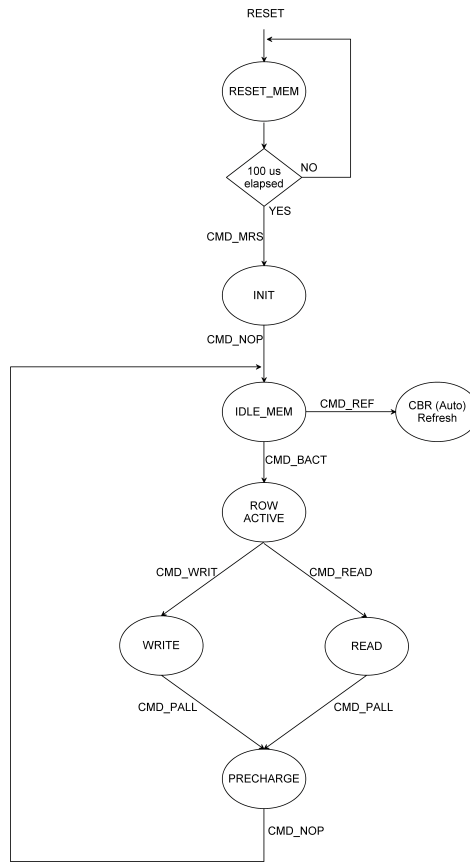 RESET
RESET_MEM
100 us
elapsed
NO
YES
CMD_MRS
INIT
CMD_NOP
IDLE_MEM
CMD_REF
CBR (Auto)
Refresh
CMD_BACT
ROW
ACTIVE
CMD_WRIT
CMD_READ
WRITE
READ
CMD_PALL
CMD_PALL
PRECHARGE
CMD_NOP